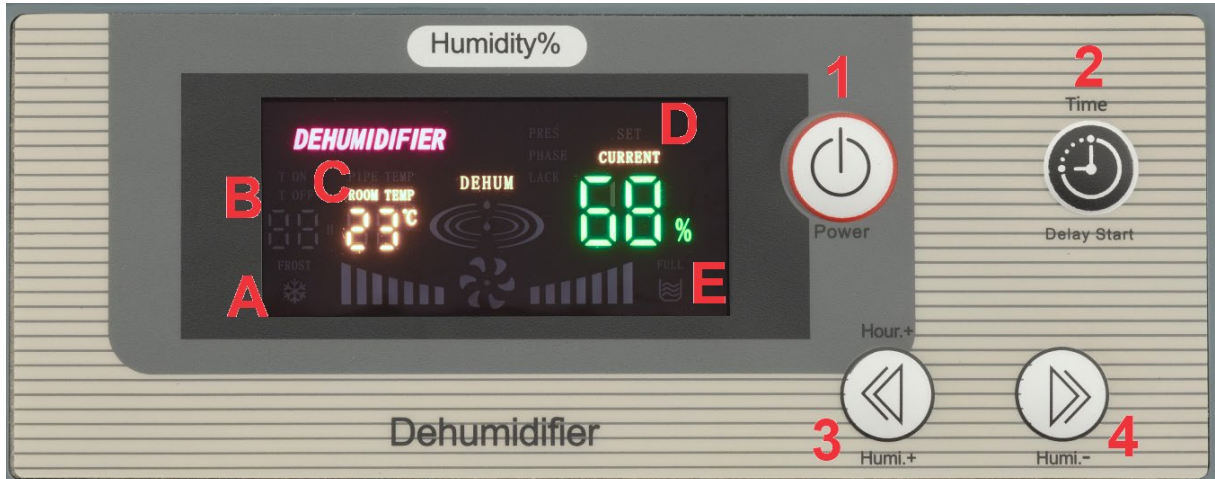 Humidity%
1
2
Time
DEHUMIDIFIER
PRES
PHASE
LACK
SET
D
CURRENT
68 %
B
T ON
T OFF
88 H
C
PIPE TEMP
ROOM TEMP
23°C
DEHUM
Power
Delay Start
A
FROST
FULL
E
Hour.+
3
Humi.+
4
Humi.-
Dehumidifier